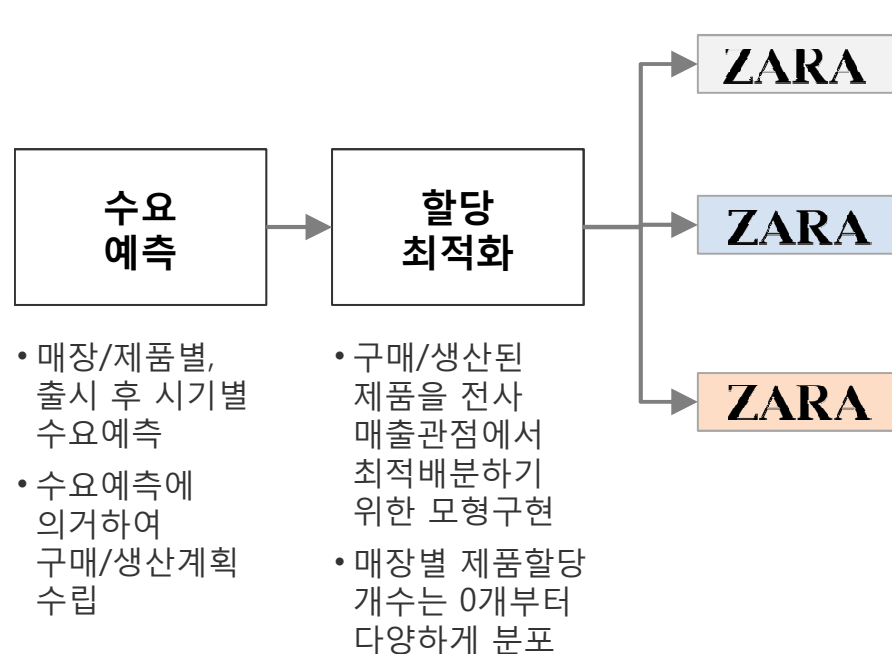 ZARA
수요
예측
할당
최적화
ZARA
• 매장/제품별,
출시 후 시기별
수요예측
• 수요예측에
의거하여
구매/생산계획
수립
• 구매/생산된
제품을 전사
매출관점에서
최적배분하기
위한 모형구현
• 매장별 제품할당
개수는 0개부터
다양하게 분포
ZARA